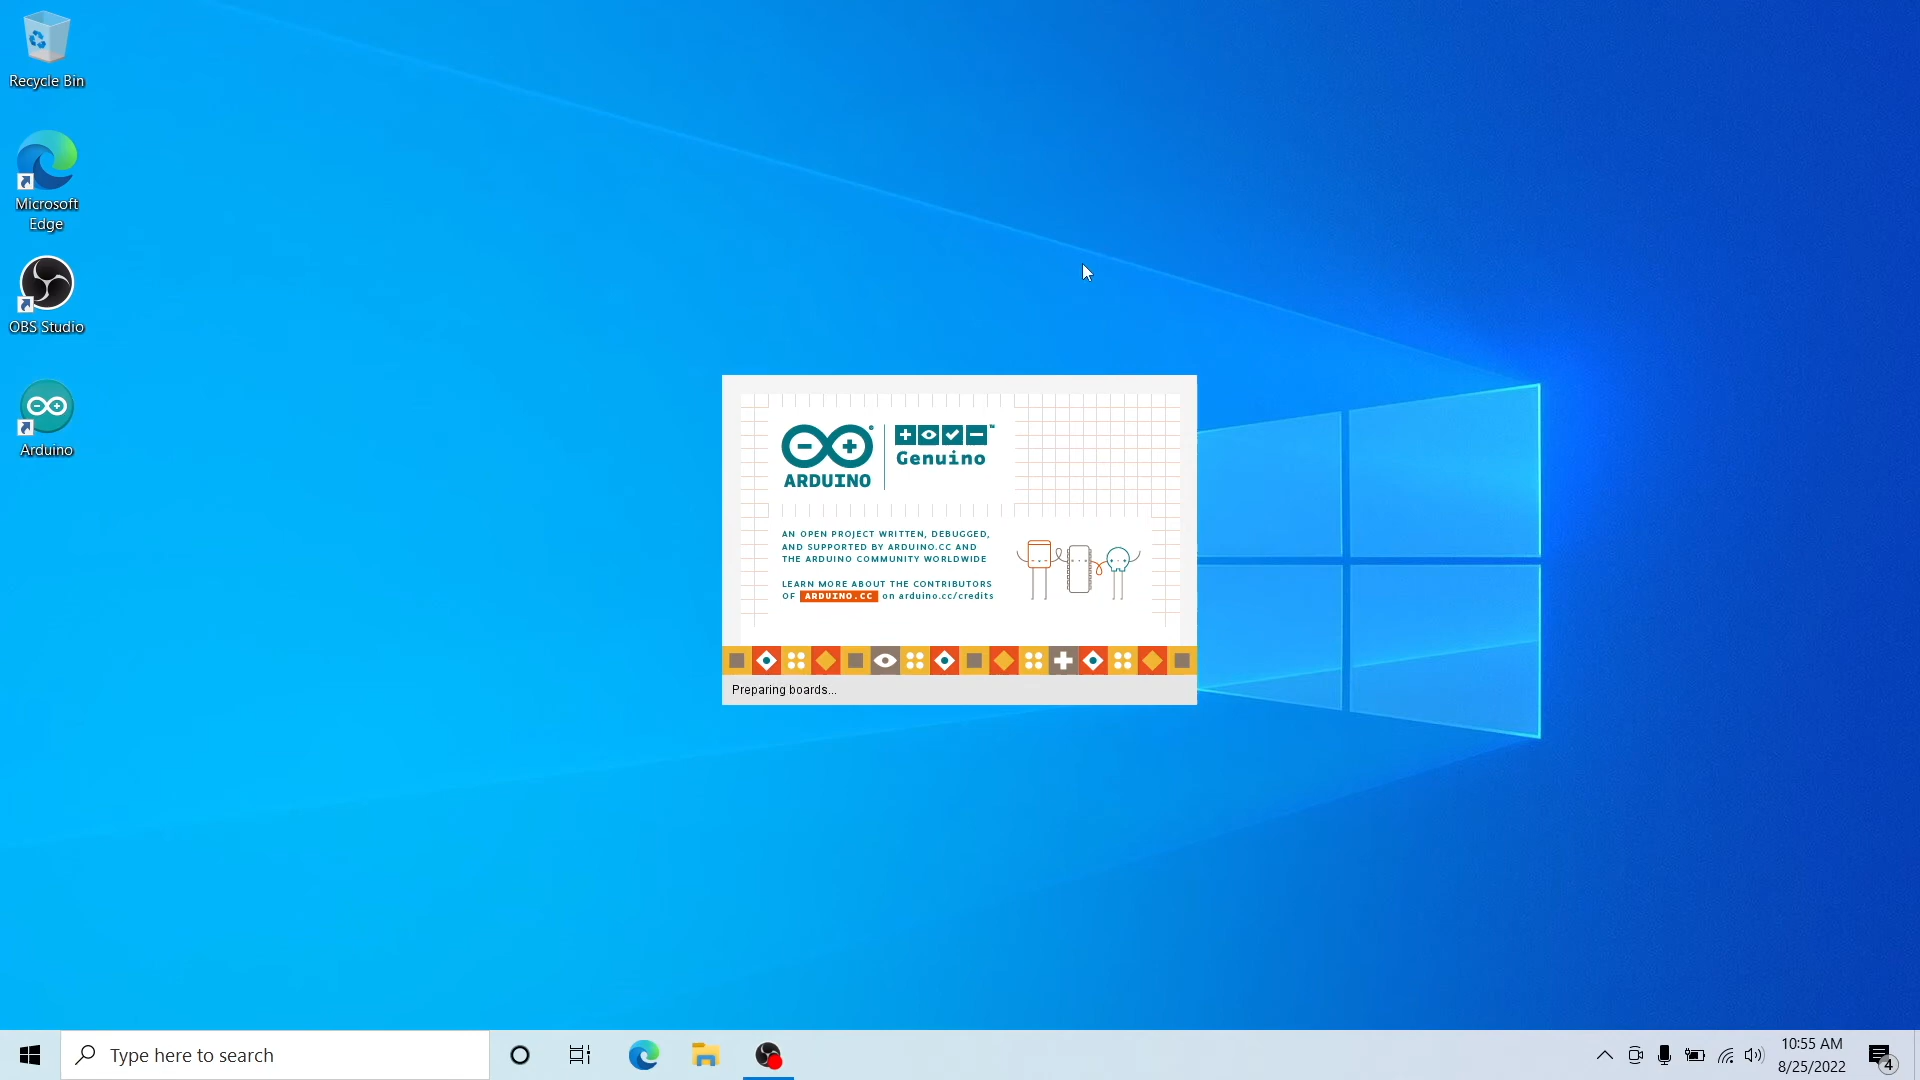 Recycle Bin
Microsoft
Edge
OBS Studio
Arduino
ARDUINO
Genuino™
AN OPEN PROJECT WRITTEN, DEBUGGED,
AND SUPPORTED BY ARDUINO.CC AND
THE ARDUINO COMMUNITY WORLDWIDE
LEARN MORE ABOUT THE CONTRIBUTORS
OF ARDUINO.CC on arduino.cc/credits
Preparing boards...
Type here to search
10:55 AM
8/25/2022
4